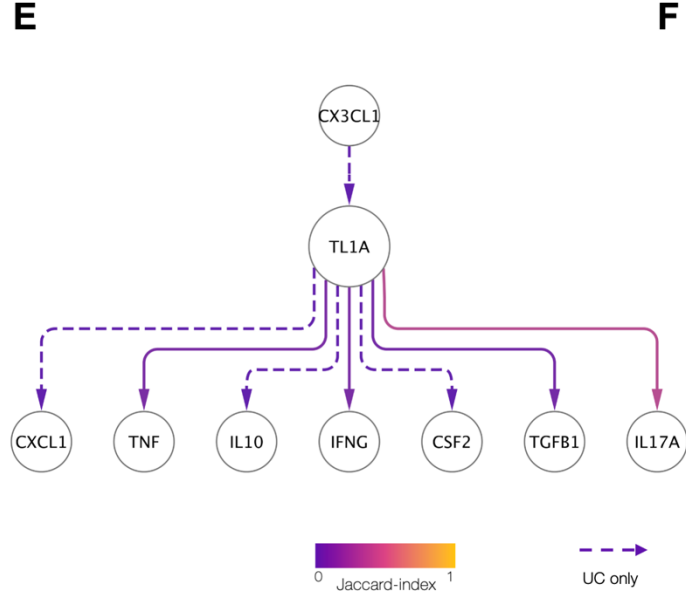 E F
CX3CL1
TL1A
CXCL1 TNF IL10 IFNG CSF2 TGFB1 IL17A
0 Jaccard-index 1
UC only